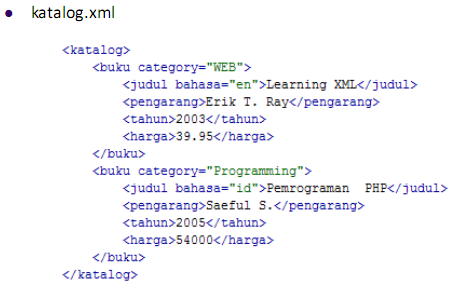 • katalog.xml
<katalog>
<buku category="WEB">
<judul bahasa="en">Learning XML</judul>
<pengarang>Erik T. Ray</pengarang>
<tahun>2003</tahun>
<harga>39.95</harga>
</buku>
<buku category="Programming">
<judul bahasa="id">Pemrograman  PHP</judul>
<pengarang>Saeful S.</pengarang>
<tahun>2005</tahun>
<harga>54000</harga>
</buku>
</katalog>